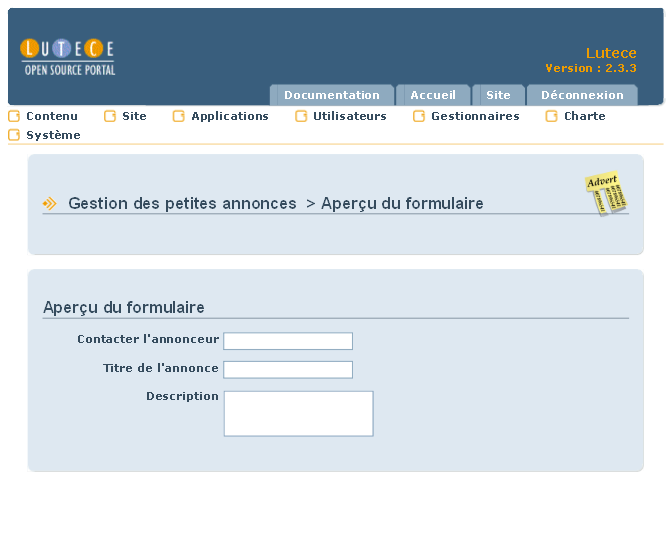 LUTECE
OPEN SOURCE PORTAL
Lutece
Version : 2.3.3
Documentation Accueil Site Déconnexion
Contenu Site Applications Utilisateurs Gestionnaires Charte
Système
Gestion des petites annonces > Aperçu du formulaire
Advert
Aperçu du formulaire
Contacter l'annonceur
Titre de l'annonce
Description